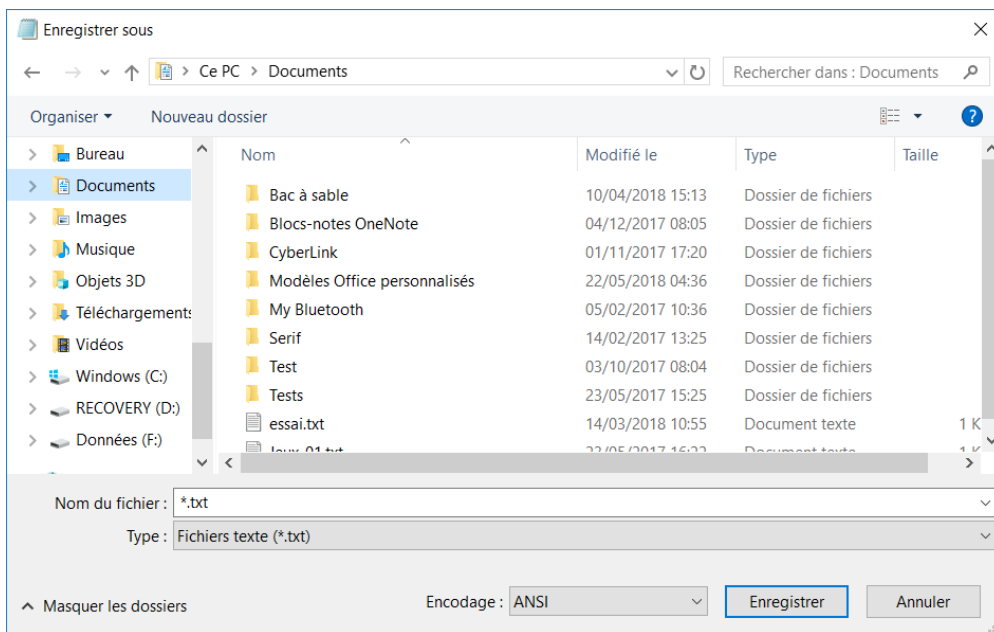 Enregistrer sous
Ce PC > Documents
Rechercher dans : Documents
Organiser
Nouveau dossier
?
Bureau
Documents
Images
Musique
Objets 3D
Téléchargements
Vidéos
Windows (C:)
RECOVERY (D:)
Données (F:)
Nom Modifié le Type Taille
Bac à sable 10/04/2018 15:13 Dossier de fichiers
Blocs-notes OneNote 04/12/2017 08:05 Dossier de fichiers
CyberLink 01/11/2017 17:20 Dossier de fichiers
Modèles Office personnalisés 22/05/2018 04:36 Dossier de fichiers
My Bluetooth 05/02/2017 10:36 Dossier de fichiers
Serif 14/02/2017 13:25 Dossier de fichiers
Test 03/10/2017 08:04 Dossier de fichiers
Tests 23/05/2017 15:25 Dossier de fichiers
essai.txt 14/03/2018 10:55 Document texte 1 K
Document texte 1 K
Nom du fichier : *.txt
Type : Fichiers texte (*.txt)
Masquer les dossiers
Encodage : ANSI
Enregistrer
Annuler